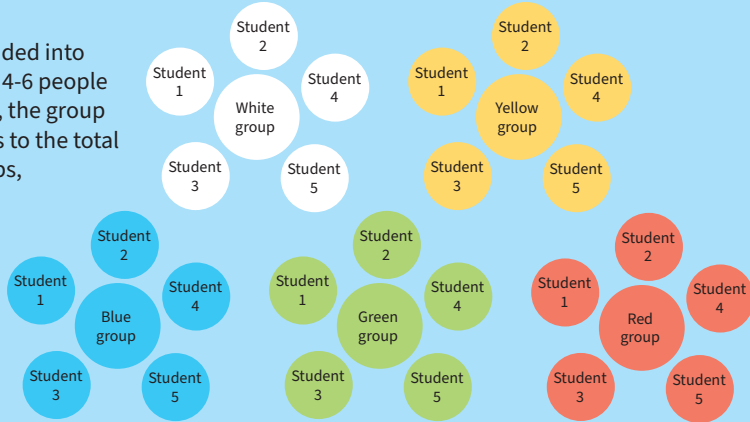 ded into
4-6 people
, the group
s to the total
ps,
Student
2
Student
1
Student
4
White
group
Student
3
Student
5
Student
2
Student
1
Student
4
Yellow
group
Student
3
Student
5
Student
2
Student
1
Student
4
Blue
group
Student
3
Student
5
Student
2
Student
1
Student
4
Green
group
Student
3
Student
5
Student
2
Student
1
Student
4
Red
group
Student
3
Student
5